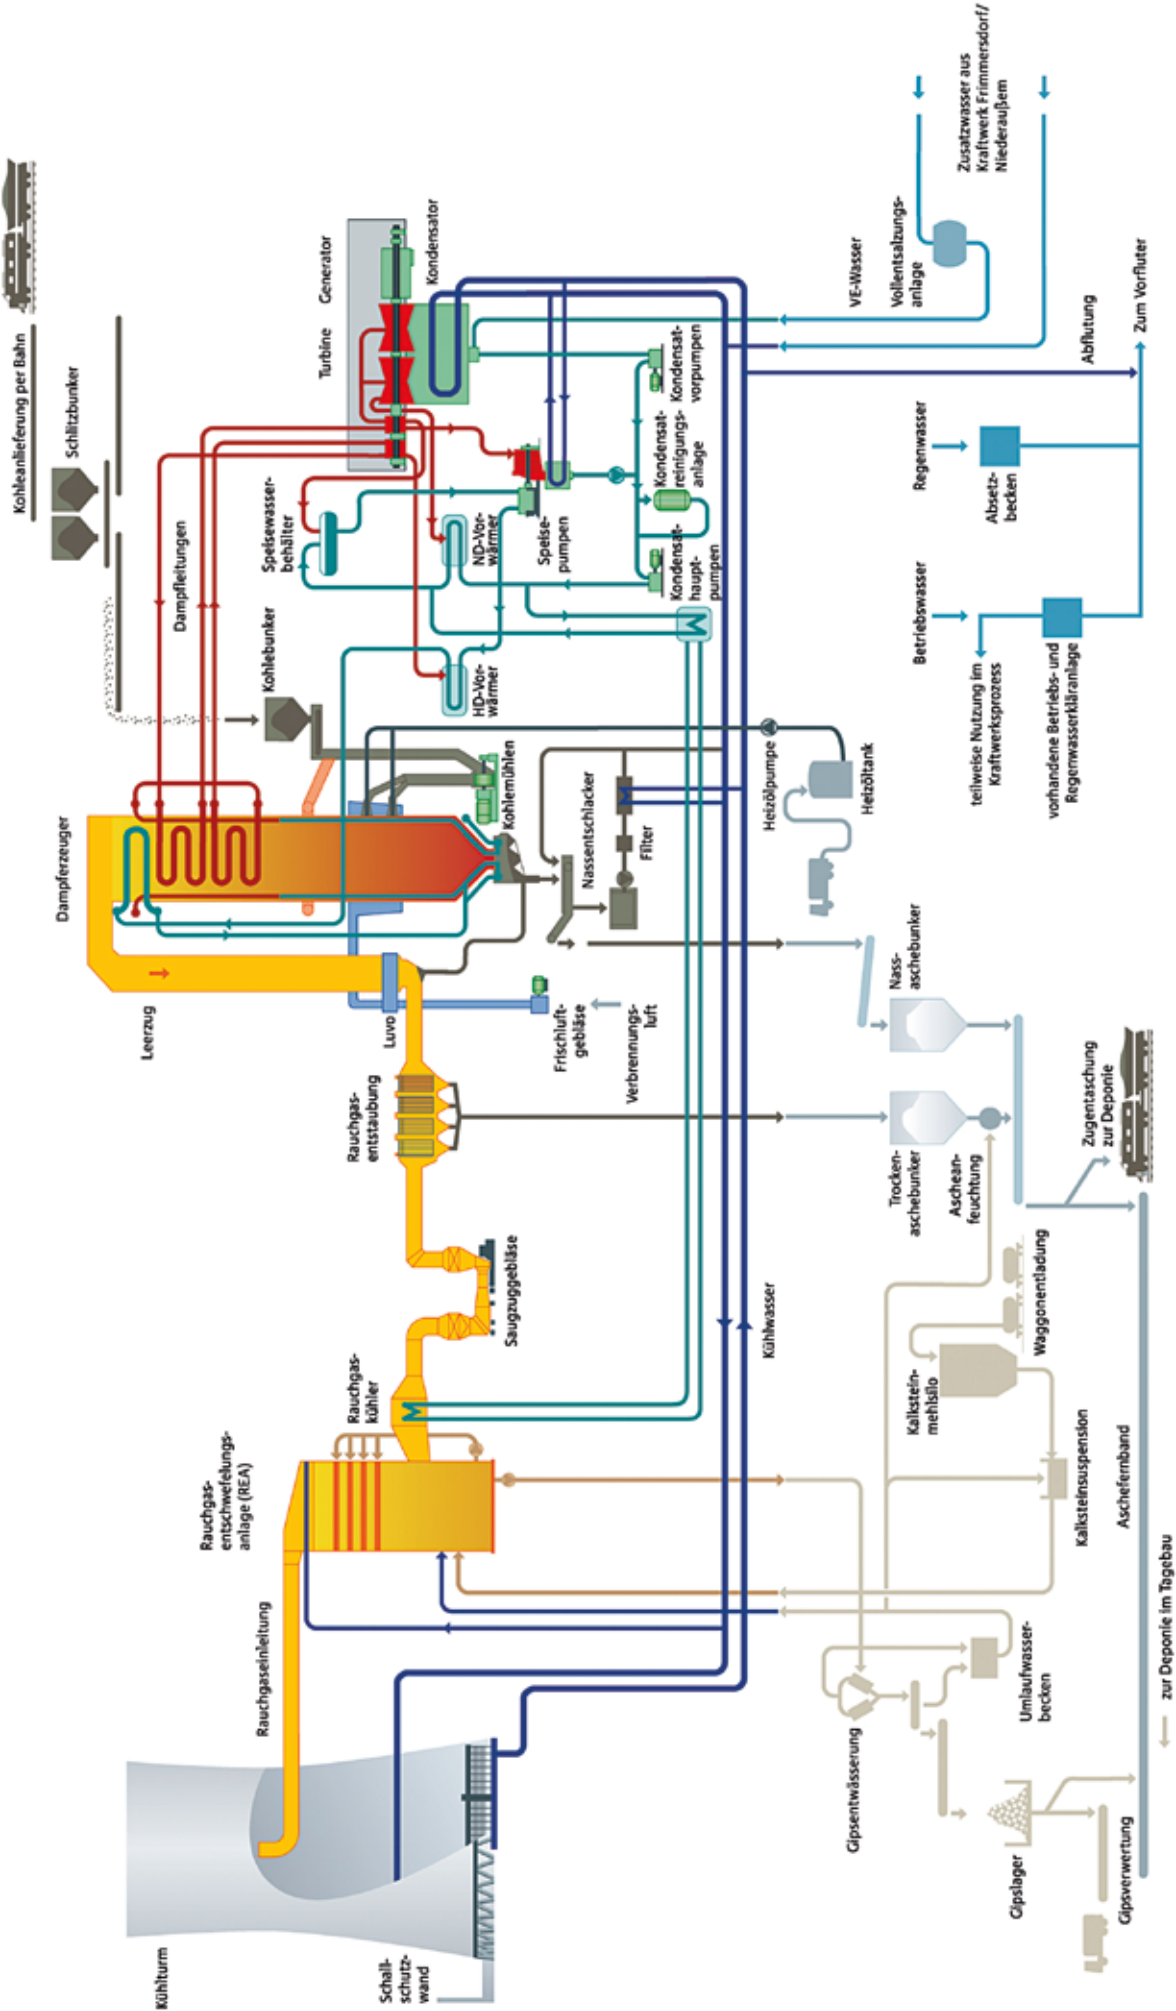 Kohleanlieferung per Bahn
Schlitzbunker
Dampfleitungen
Kohlebunker
Speisewasser-
behälter
Turbine
Generator
Kondensator
ND-Vor-
wärmer
HD-Vor-
wärmer
Speise-
pumpen
Kondensat-
vorpumpen
Kondensat-
reinigungs-
anlage
Kondensat-
haupt-
pumpen
VE-Wasser
Vollentsalzungs-
anlage
Zusatzwasser aus
Kraftwerk Frimmersdorf/
Niederaußem
Abflutung
Zum Vorfluter
Regenwasser
Absetz-
becken
Betriebswasser
teilweise Nutzung im
Kraftwerksprozess
vorhandene Betriebs- und
Regenwasserkläranlage
Dampferzeuger
Leerzug
Luvo
Kohlemühlen
Nassentschlacker
Filter
Heizölpumpe
Heizöltank
Frischluft-
gebläse
Verbrennungs-
luft
Rauchgas-
entstaubung
Saugzuggebläse
Rauchgas-
kühler
Rauchgas-
entschwefelungs-
anlage (REA)
Rauchgaseinleitung
Kühlturm
Schall-
schutz-
wand
Kühlwasser
Nass-
aschebunker
Trocken-
aschebunker
Aschean-
feuchtung
Zugentaschung
zur Deponie
Waggonentladung
Kalkstein-
mehlsilo
Kalksteinsuspension
Aschefernband
Umlaufwasser-
becken
Gipsentwässerung
Gipslager
Gipsverwertung
zur Deponie im Tagebau